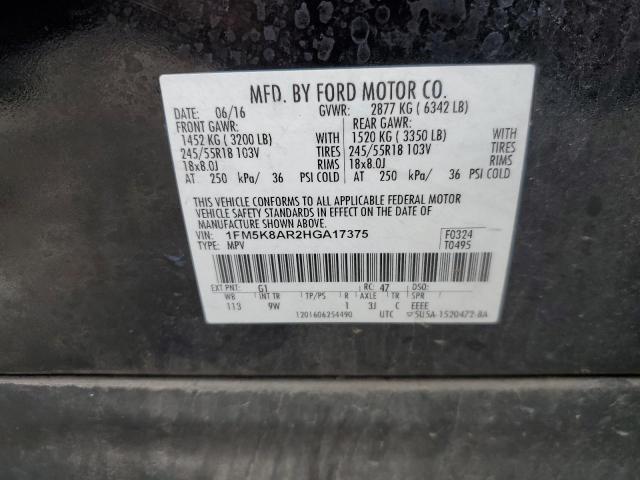 MFD. BY FORD MOTOR CO.
DATE: 06/16 GVWR: 2877 KG ( 6342 LB)
FRONT GAWR: REAR GAWR:
1452 KG ( 3200 LB) WITH 1520 KG ( 3350 LB) WITH
245/55R18 103V TIRES 245/55R18 103V TIRES
18x8.0J RIMS 18x8.0J RIMS
AT 250 kPa/ 36 PSI COLD AT 250 kPa/ 36 PSI COLD
THIS VEHICLE CONFORMS TO ALL APPLICABLE FEDERAL MOTOR
VEHICLE SAFETY STANDARDS IN EFFECT ON THE DATE OF
MANUFACTURE SHOWN ABOVE.
VIN: 1FM5K8AR2HGA17375 F0324
TYPE: MPV T0495
EXT PNT: G1 RC: 47 DSO:
WB INT TR TP/PS R AXLE TR SPR
113 9W 1 3J C EEEE
1201606254490 UTC 5U5A-1520472-BA